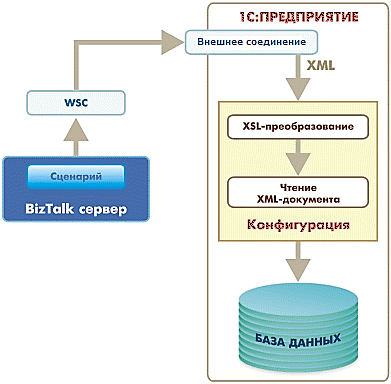 1С:ПРЕДПРИЯТИЕ
Внешнее соединение
XML
WSC
XSL-преобразование
Сценарий
Чтение
XML-документа
BizTalk сервер
Конфигурация
БАЗА ДАННЫХ